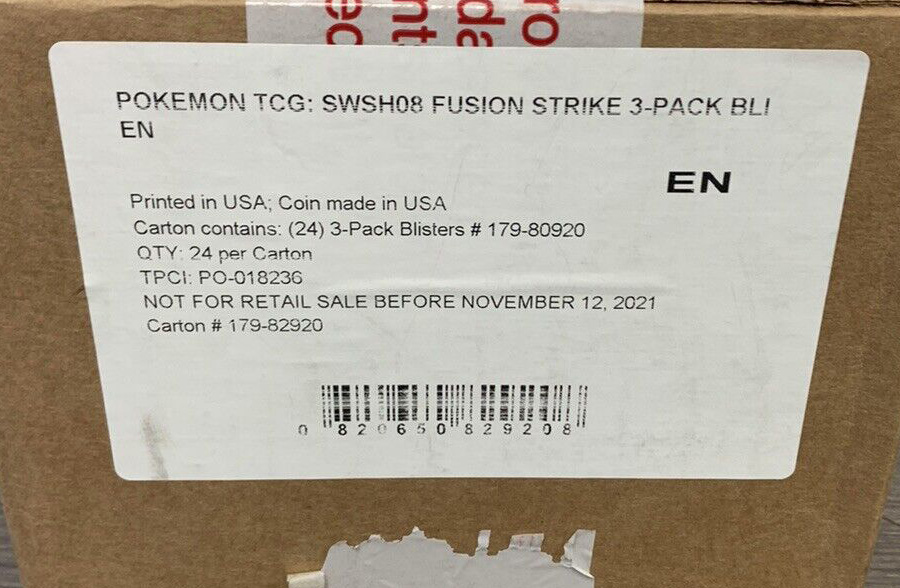 POKEMON TCG: SWSH08 FUSION STRIKE 3-PACK BLI
EN
EN
Printed in USA; Coin made in USA
Carton contains: (24) 3-Pack Blisters # 179-80920
QTY: 24 per Carton
TPCI: PO-018236
NOT FOR RETAIL SALE BEFORE NOVEMBER 12, 2021
Carton # 179-82920
0 820650 829208